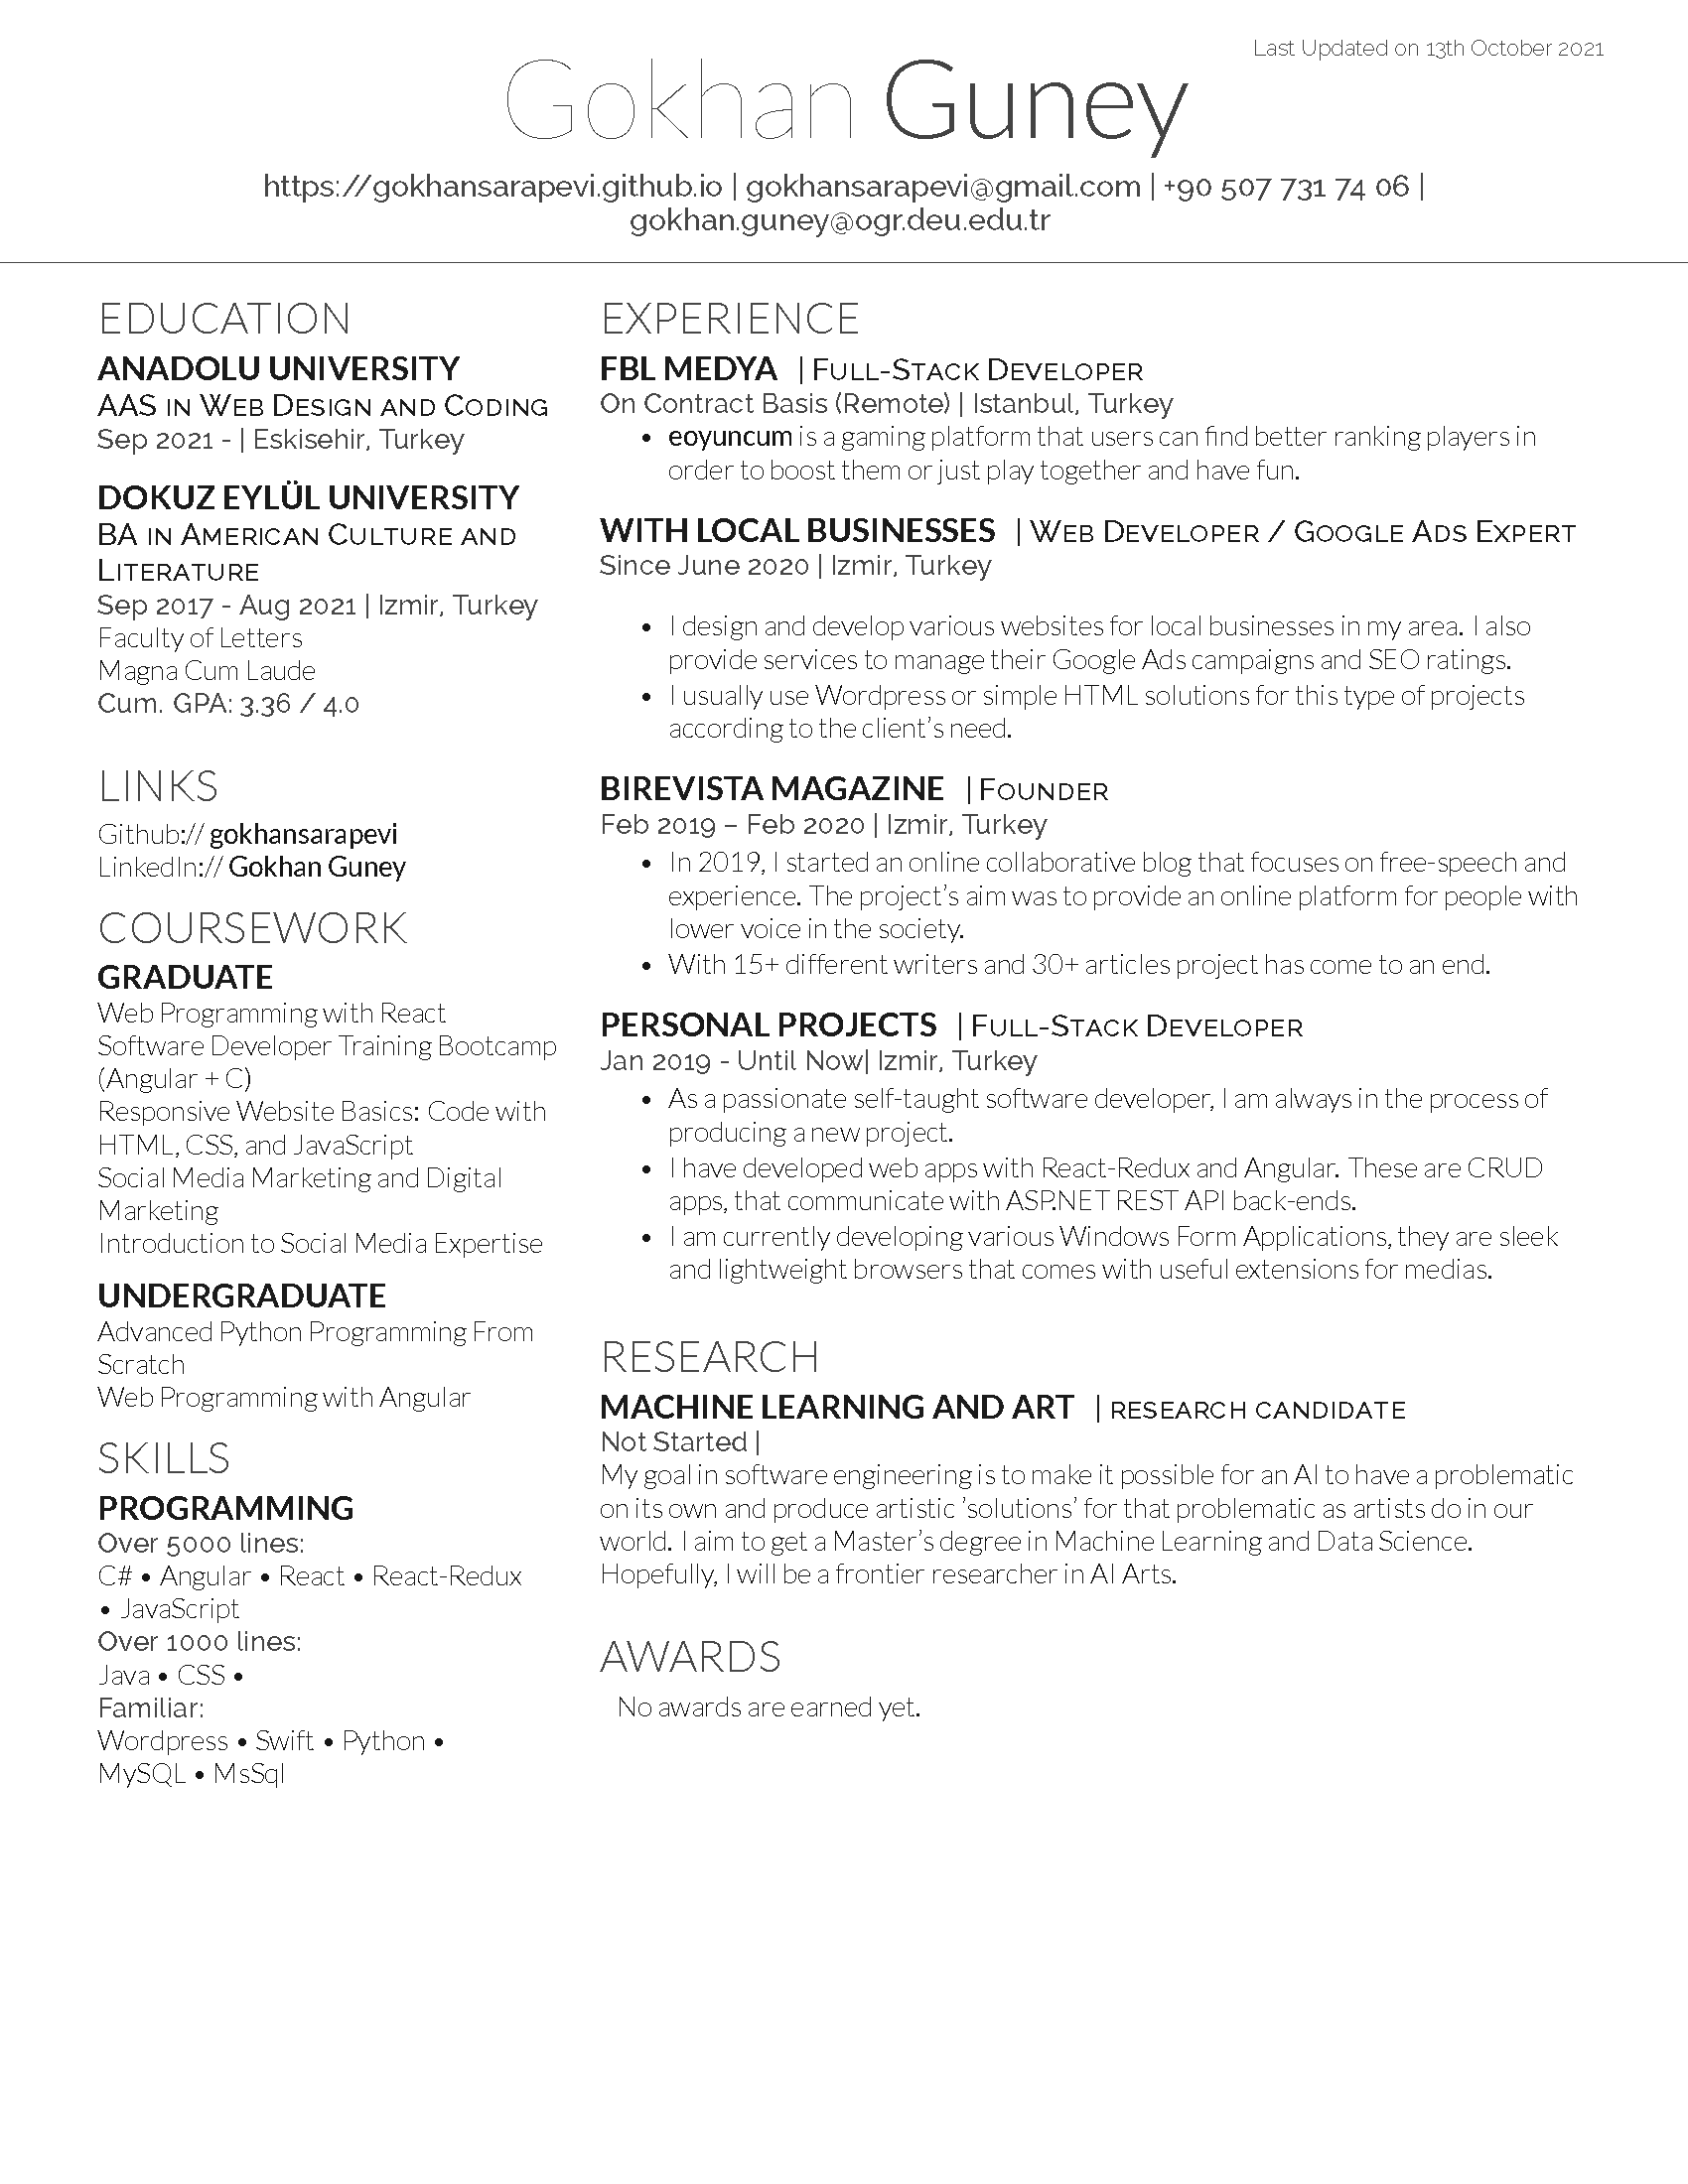 Last Updated on 13th October 2021
Gokhan Guney
https://gokhansarapevi.github.io | gokhansarapevi@gmail.com | +90 507 731 74 06 |
gokhan.guney@ogr.deu.edu.tr
EDUCATION
ANADOLU UNIVERSITY
AAS in Web Design and Coding
Sep 2021 - | Eskisehir, Turkey
DOKUZ EYLÜL UNIVERSITY
BA in American Culture and
Literature
Sep 2017 - Aug 2021 | Izmir, Turkey
Faculty of Letters
Magna Cum Laude
Cum. GPA: 3.36 / 4.0
LINKS
Github:// gokhansarapevi
LinkedIn:// Gokhan Guney
COURSEWORK
GRADUATE
Web Programming with React
Software Developer Training Bootcamp
(Angular + C)
Responsive Website Basics: Code with
HTML, CSS, and JavaScript
Social Media Marketing and Digital
Marketing
Introduction to Social Media Expertise
UNDERGRADUATE
Advanced Python Programming From
Scratch
Web Programming with Angular
SKILLS
PROGRAMMING
Over 5000 lines:
C# • Angular • React • React-Redux
• JavaScript
Over 1000 lines:
Java • CSS •
Familiar:
Wordpress • Swift • Python •
MySQL • MsSql
EXPERIENCE
FBL MEDYA | Full-Stack Developer
On Contract Basis (Remote) | Istanbul, Turkey
• eoyuncum is a gaming platform that users can find better ranking players in
order to boost them or just play together and have fun.
WITH LOCAL BUSINESSES | Web Developer / Google Ads Expert
Since June 2020 | Izmir, Turkey
• I design and develop various websites for local businesses in my area. I also
provide services to manage their Google Ads campaigns and SEO ratings.
• I usually use Wordpress or simple HTML solutions for this type of projects
according to the client's need.
BIREVISTA MAGAZINE | Founder
Feb 2019 – Feb 2020 | Izmir, Turkey
• In 2019, I started an online collaborative blog that focuses on free-speech and
experience. The project's aim was to provide an online platform for people with
lower voice in the society.
• With 15+ different writers and 30+ articles project has come to an end.
PERSONAL PROJECTS | Full-Stack Developer
Jan 2019 - Until Now| Izmir, Turkey
• As a passionate self-taught software developer, I am always in the process of
producing a new project.
• I have developed web apps with React-Redux and Angular. These are CRUD
apps, that communicate with ASP.NET REST API back-ends.
• I am currently developing various Windows Form Applications, they are sleek
and lightweight browsers that comes with useful extensions for medias.
RESEARCH
MACHINE LEARNING AND ART | research candidate
Not Started |
My goal in software engineering is to make it possible for an AI to have a problematic
on its own and produce artistic 'solutions' for that problematic as artists do in our
world. I aim to get a Master's degree in Machine Learning and Data Science.
Hopefully, I will be a frontier researcher in AI Arts.
AWARDS
No awards are earned yet.